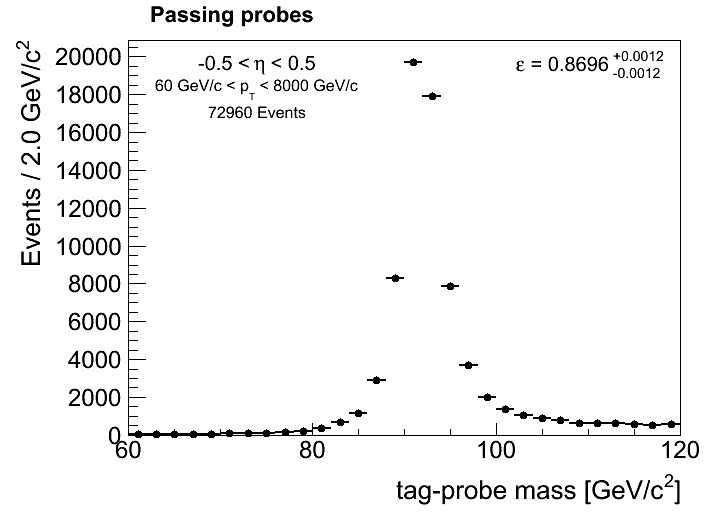 Passing probes
Events / 2.0 GeV/c²
20000
18000
16000
14000
12000
10000
8000
6000
4000
2000
0
-0.5 < η < 0.5
60 GeV/c < p_T < 8000 GeV/c
72960 Events
ε = 0.8696 +0.0012 -0.0012
60 80 100 120
tag-probe mass [GeV/c²]